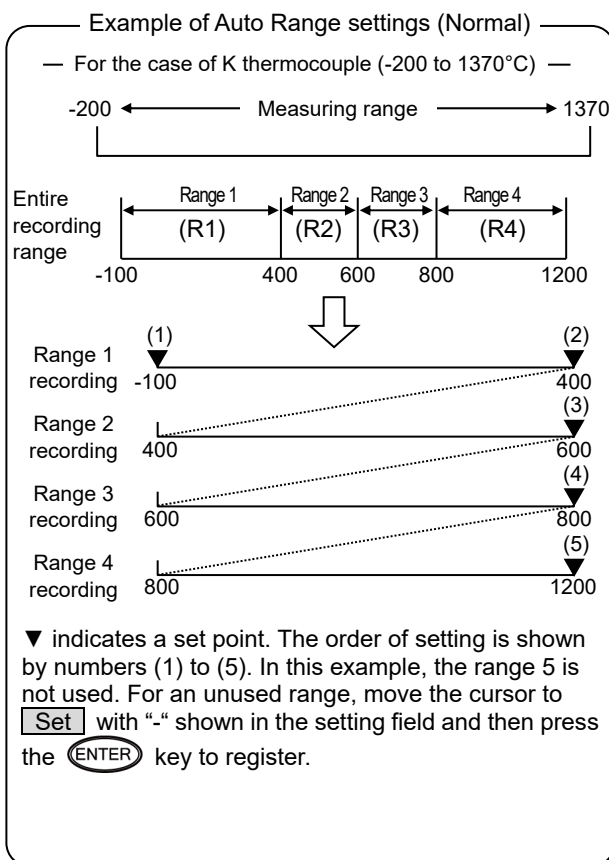 Example of Auto Range settings (Normal)
For the case of K thermocouple (-200 to 1370°C)
-200 Measuring range 1370
Entire recording range
Range 1 Range 2 Range 3 Range 4
(R1) (R2) (R3) (R4)
-100 400 600 800 1200
(1) (2)
Range 1 recording
-100 400
(3)
Range 2 recording
400 600
(4)
Range 3 recording
600 800
(5)
Range 4 recording
800 1200
▼ indicates a set point. The order of setting is shown
by numbers (1) to (5). In this example, the range 5 is
not used. For an unused range, move the cursor to
Set with “-“ shown in the setting field and then press
the ENTER key to register.